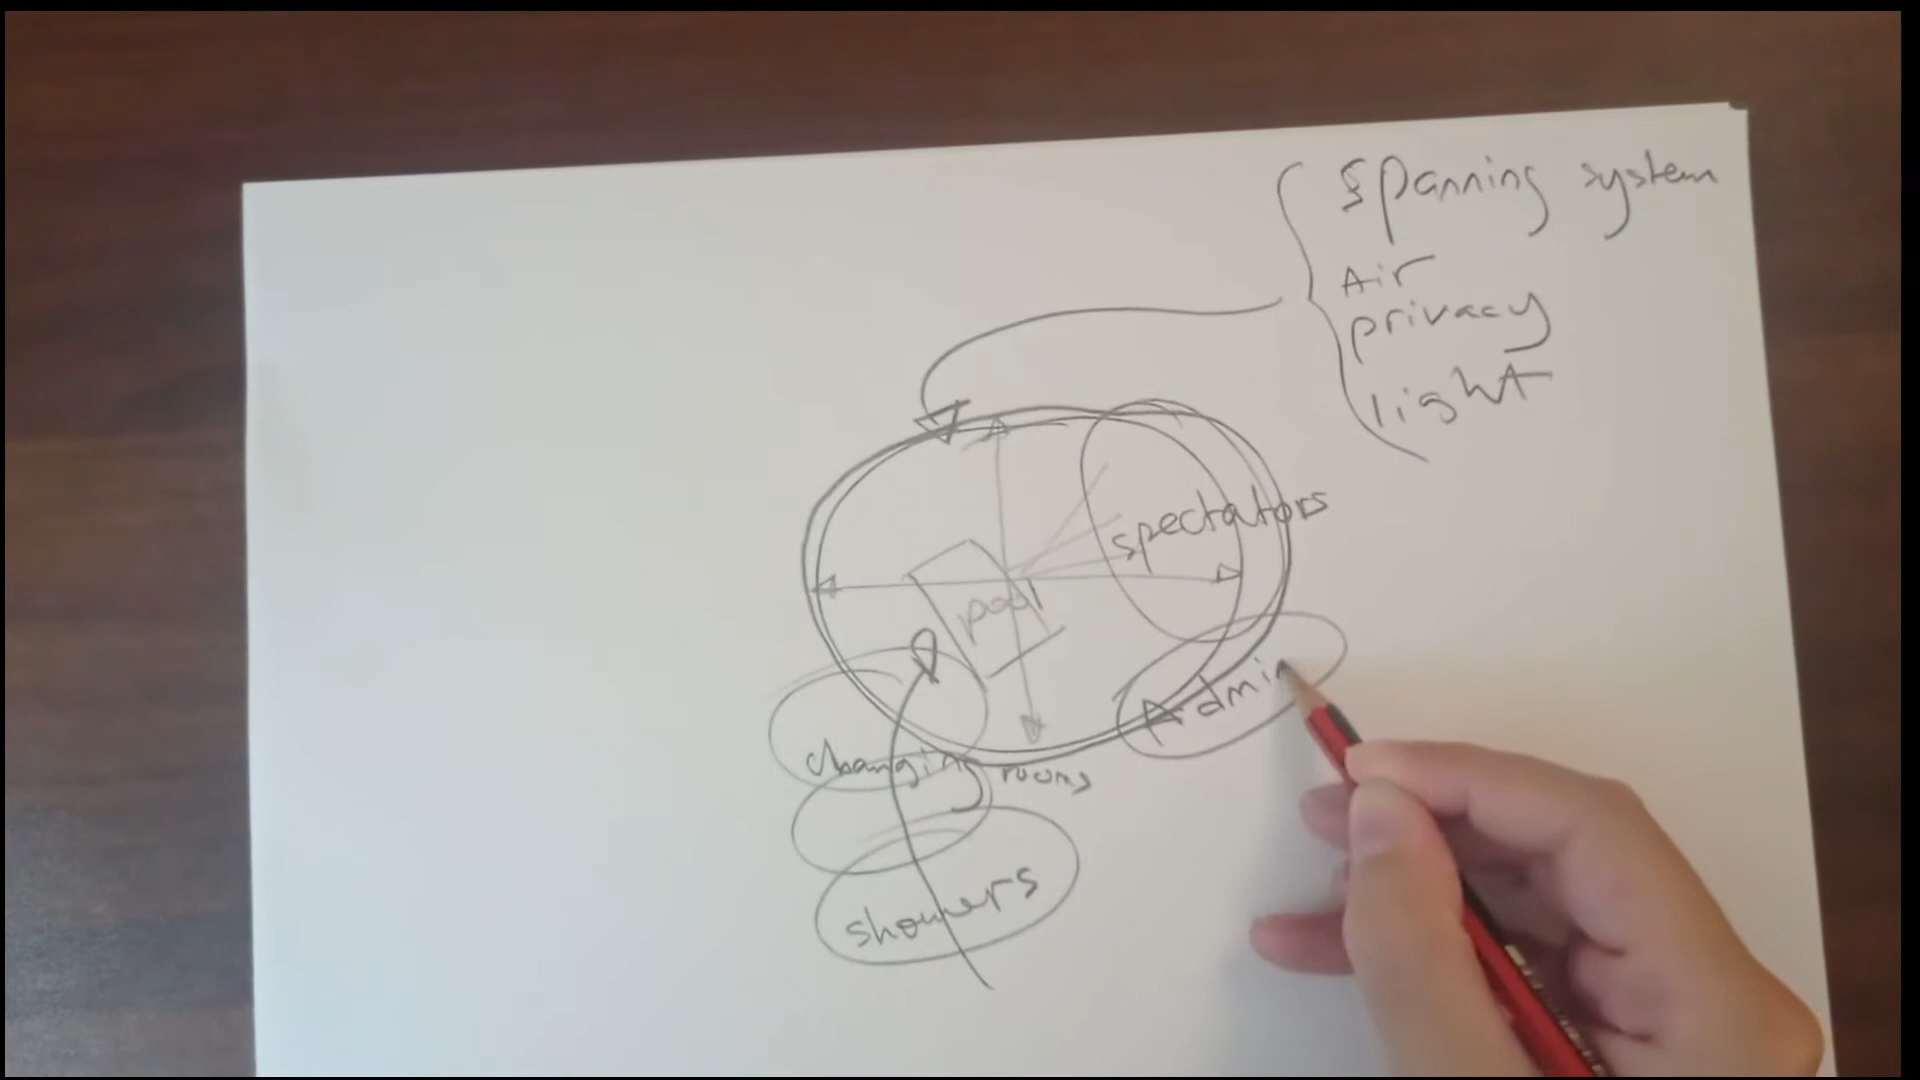 Spanning system
Air
privacy
light
spectators
pool
Admin
changing rooms
showers